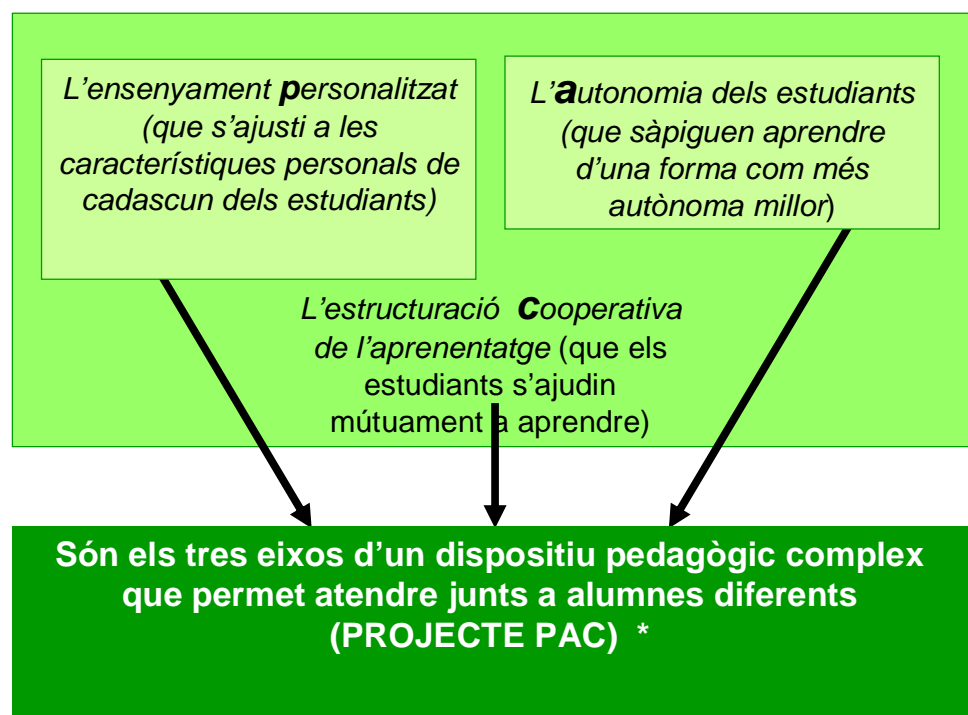 L’ensenyament personalitzat
(que s’ajusti a les
característiques personals de
cadascun dels estudiants)
L’autonomia dels estudiants
(que sàpiguen aprendre
d’una forma com més
autònoma millor)
L’estructuració cooperativa
de l’aprenentatge (que els
estudiants s’ajudin
mútuament a aprendre)
Són els tres eixos d’un dispositiu pedagògic complex
que permet atendre junts a alumnes diferents
(PROJECTE PAC) *